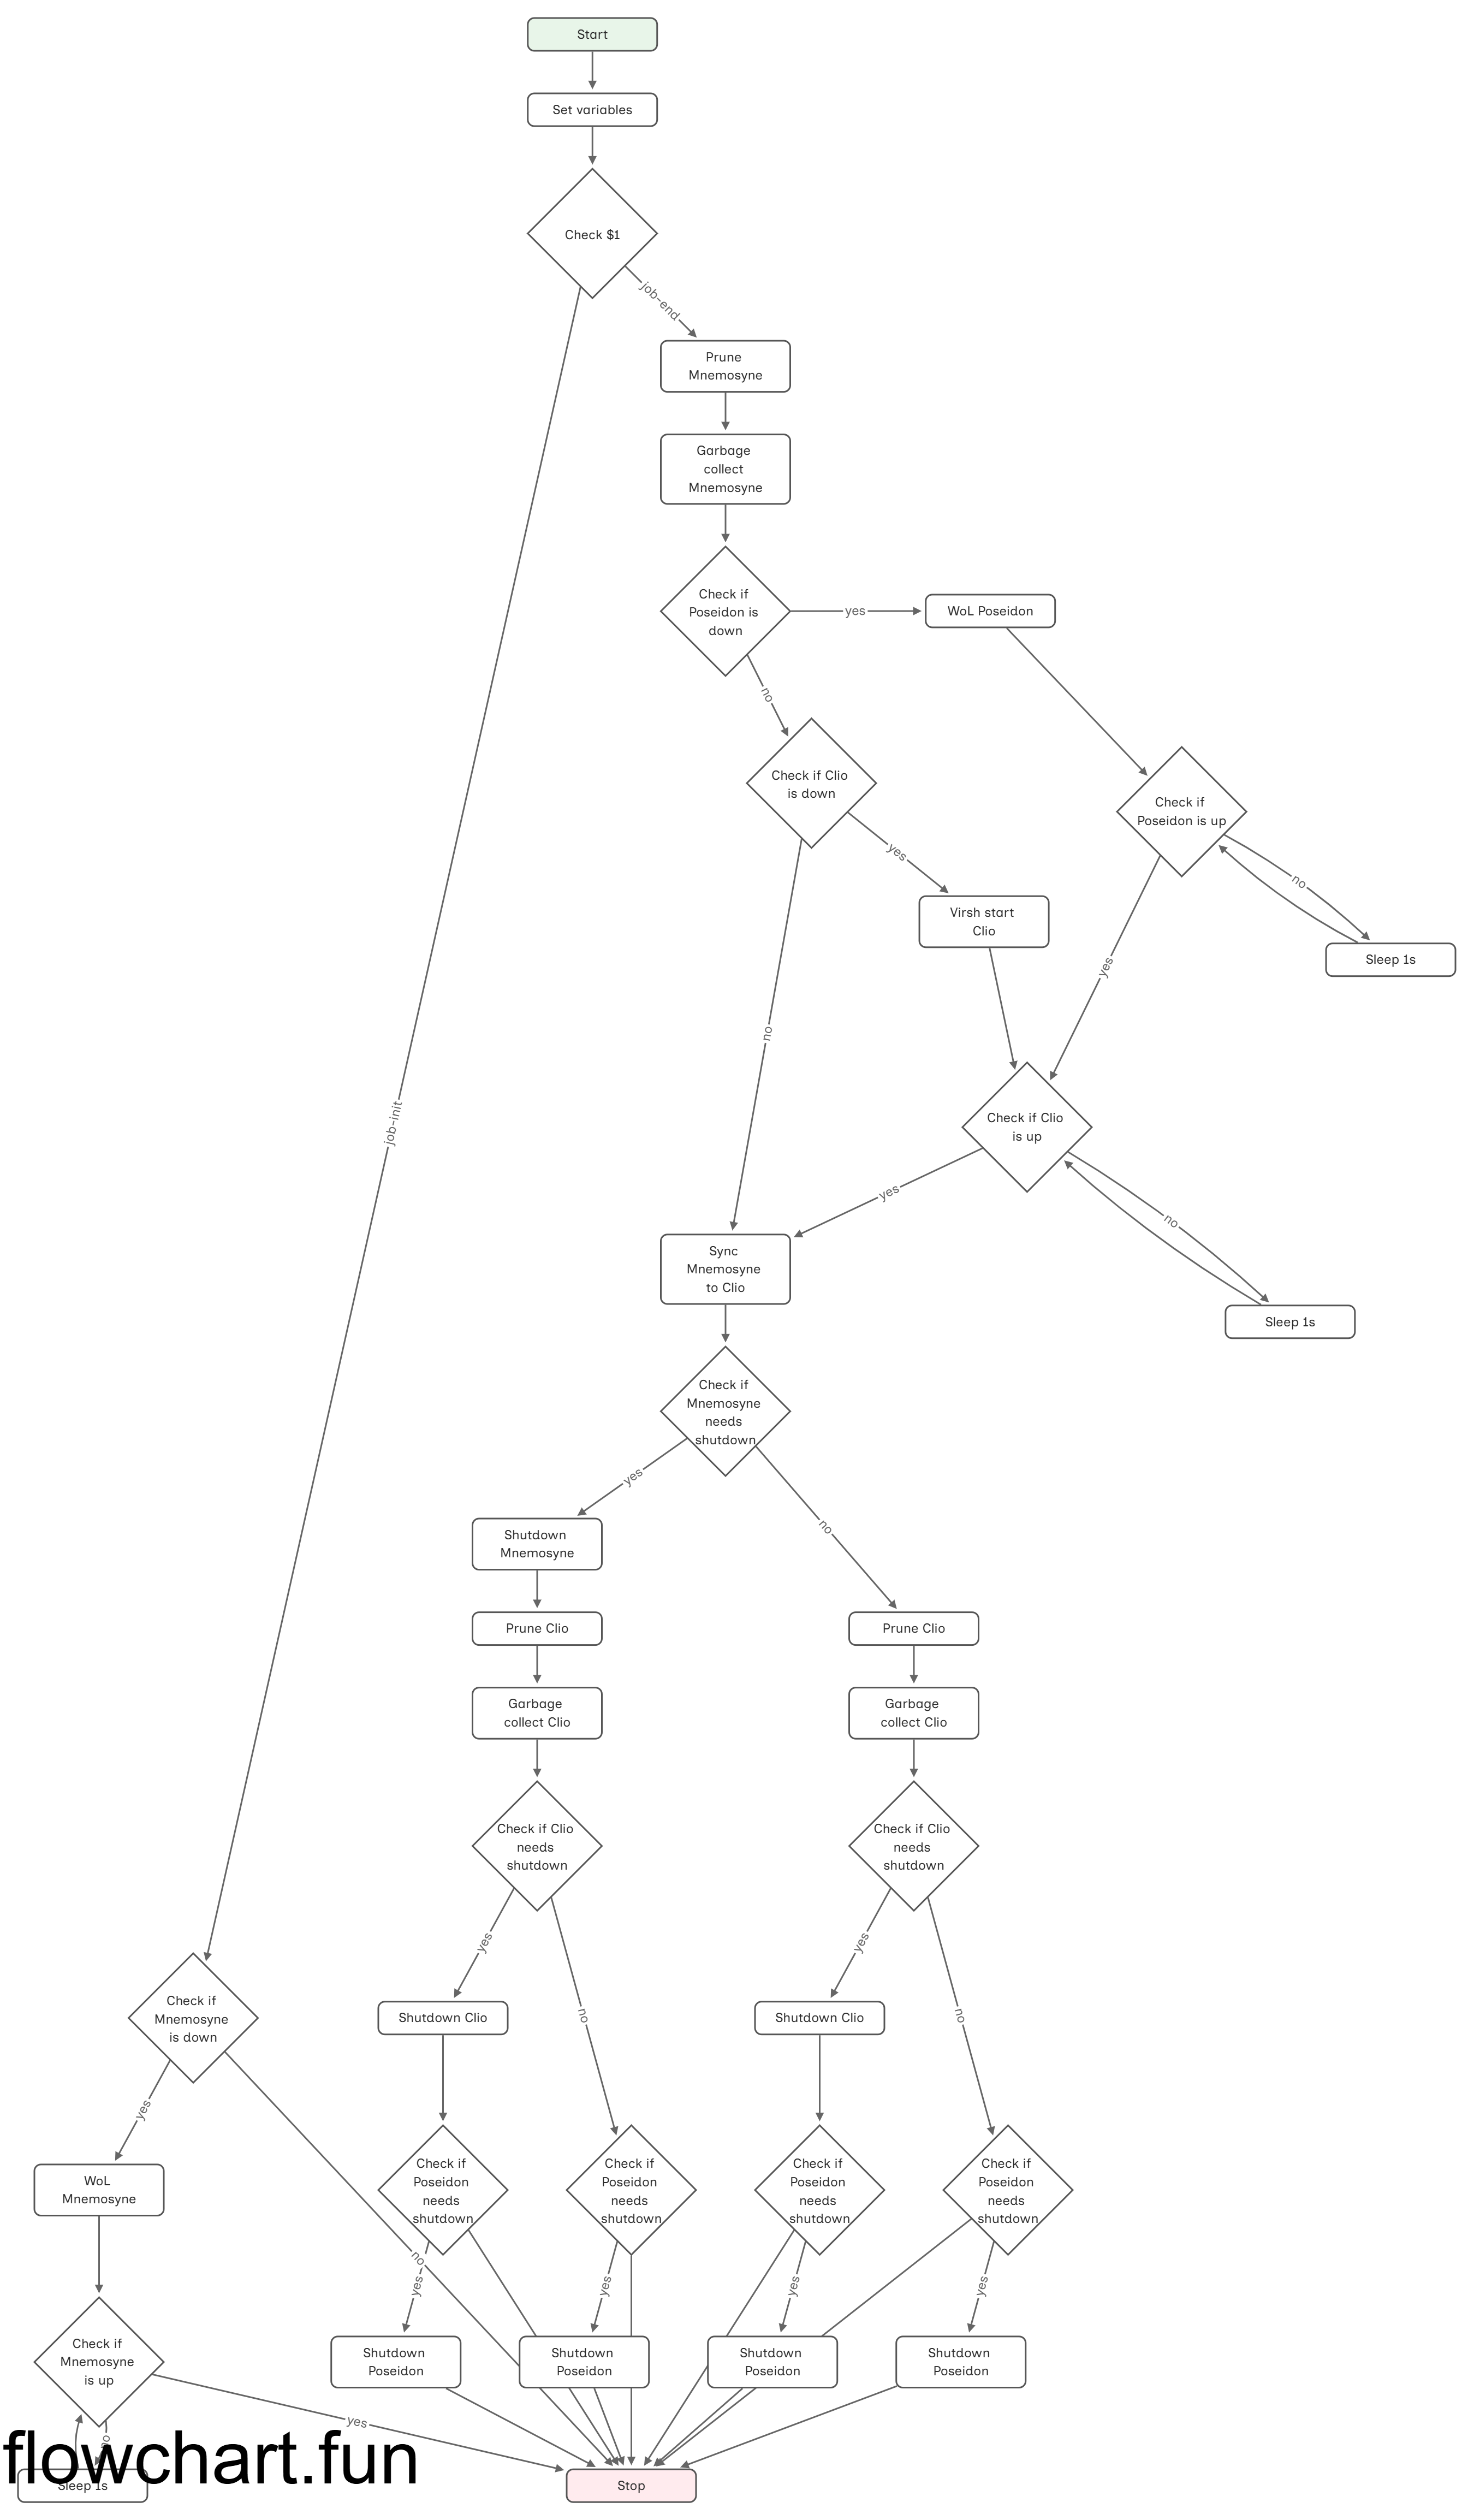 Start
Set variables
Check $1
job-end
Prune
Mnemosyne
Garbage
collect
Mnemosyne
Check if
Poseidon is
down
yes
WoL Poseidon
no
Check if Clio
is down
Check if
Poseidon is up
yes
no
Virsh start
Clio
Sleep 1s
yes
no
job-init
Check if Clio
is up
yes
no
Sync
Mnemosyne
to Clio
Sleep 1s
Check if
Mnemosyne
needs
shutdown
yes
no
Shutdown
Mnemosyne
Prune Clio
Prune Clio
Garbage
collect Clio
Garbage
collect Clio
Check if Clio
needs
shutdown
Check if Clio
needs
shutdown
yes
yes
Check if
Mnemosyne
is down
Shutdown Clio
no
Shutdown Clio
no
yes
WoL
Mnemosyne
Check if
Poseidon
needs
shutdown
Check if
Poseidon
needs
shutdown
Check if
Poseidon
needs
shutdown
Check if
Poseidon
needs
shutdown
no
yes
yes
yes
yes
Check if
Mnemosyne
is up
Shutdown
Poseidon
Shutdown
Poseidon
Shutdown
Poseidon
Shutdown
Poseidon
yes
no
flowchart.fun
Sleep 1s
Stop